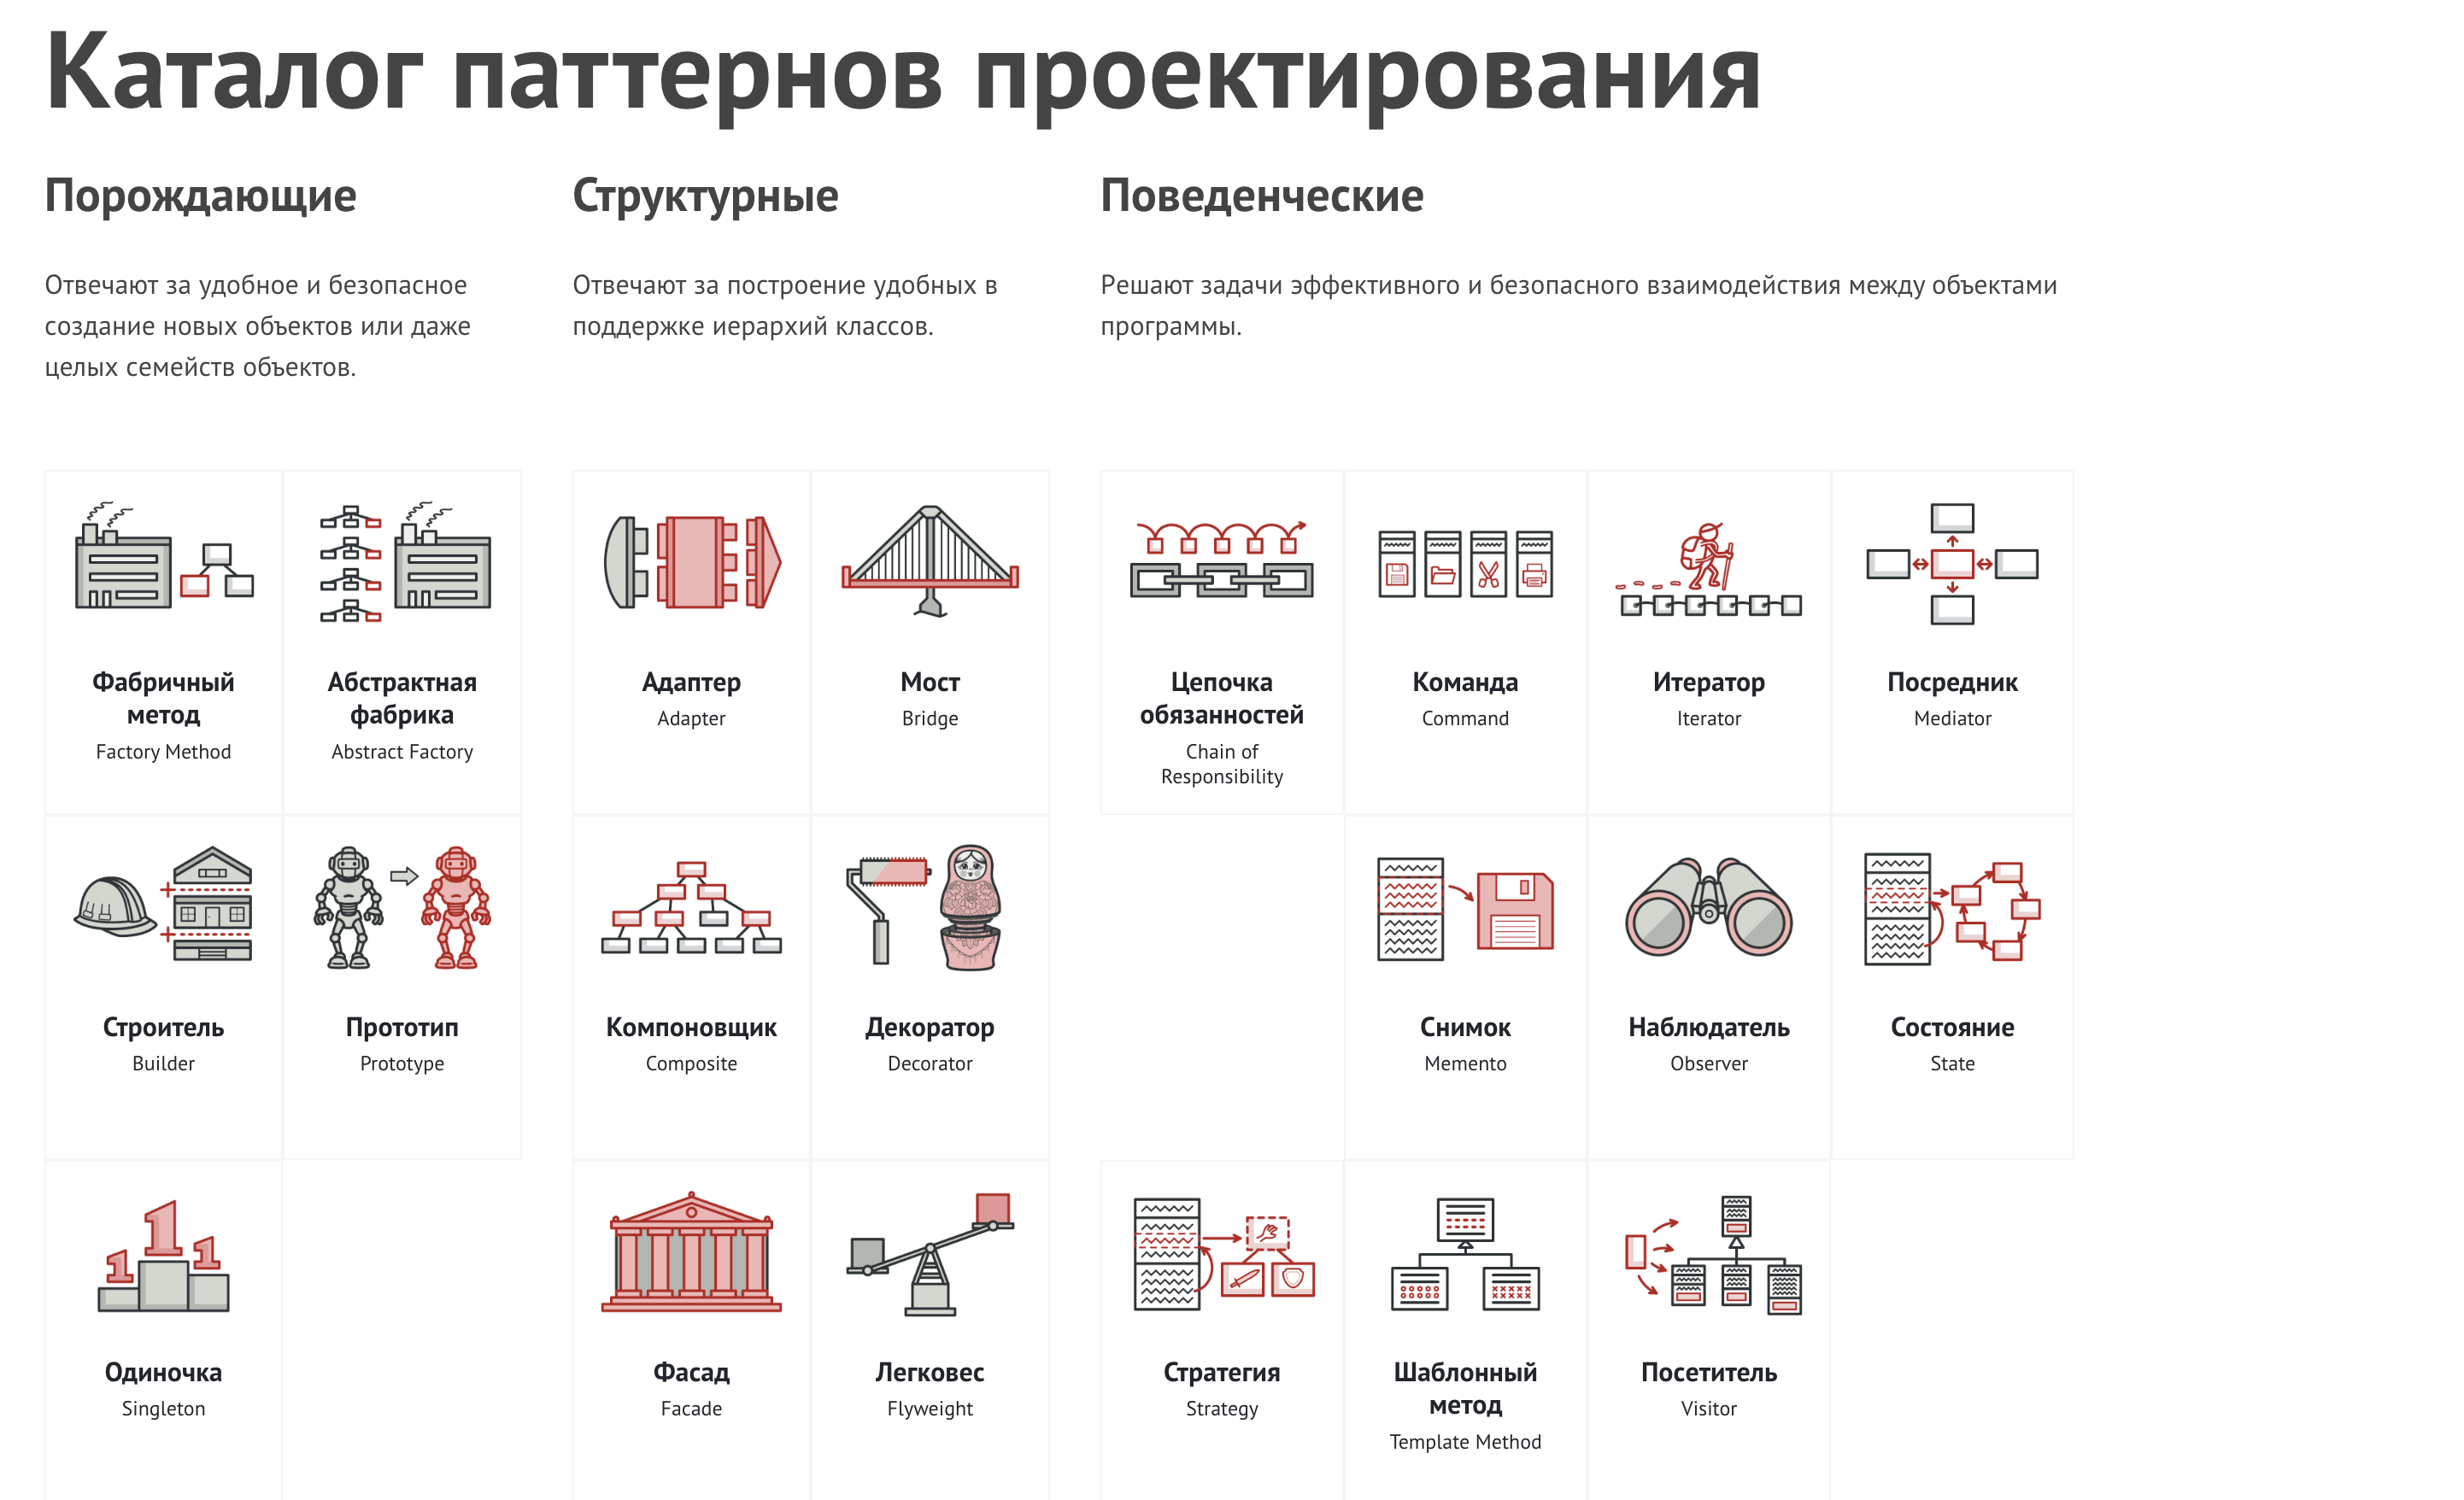 Каталог паттернов проектирования
Порождающие
Отвечают за удобное и безопасное
создание новых объектов или даже
целых семейств объектов.
Фабричный
метод
Factory Method
Абстрактная
фабрика
Abstract Factory
Строитель
Builder
Прототип
Prototype
1
1
1
Одиночка
Singleton
Структурные
Отвечают за построение удобных в
поддержке иерархий классов.
Адаптер
Adapter
Мост
Bridge
Компоновщик
Composite
Декоратор
Decorator
Фасад
Facade
Легковес
Flyweight
Поведенческие
Решают задачи эффективного и безопасного взаимодействия между объектами
программы.
Цепочка
обязанностей
Chain of
Responsibility
Команда
Command
Итератор
Iterator
Посредник
Mediator
Снимок
Memento
Наблюдатель
Observer
Состояние
State
Стратегия
Strategy
Шаблонный
метод
Template Method
Посетитель
Visitor